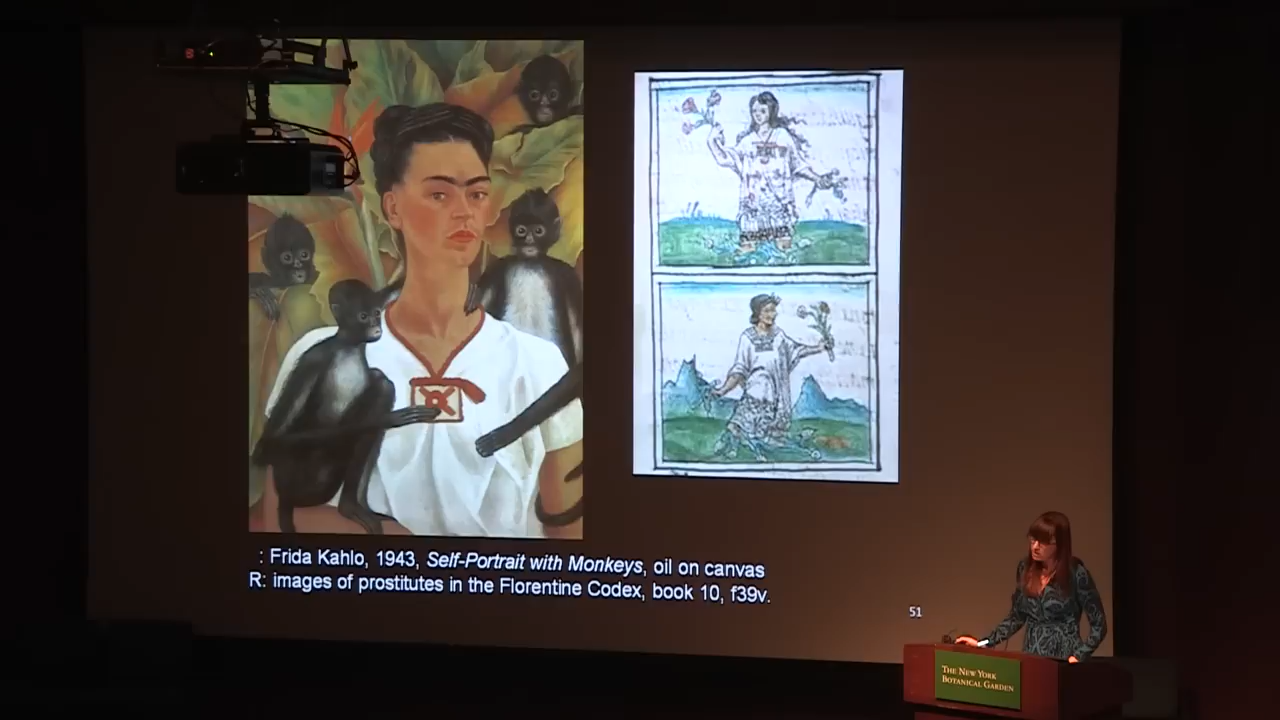 : Frida Kahlo, 1943, Self-Portrait with Monkeys, oil on canvas
R: images of prostitutes in the Florentine Codex, book 10, f39v.
51
THE NEW YORK
BOTANICAL GARDEN